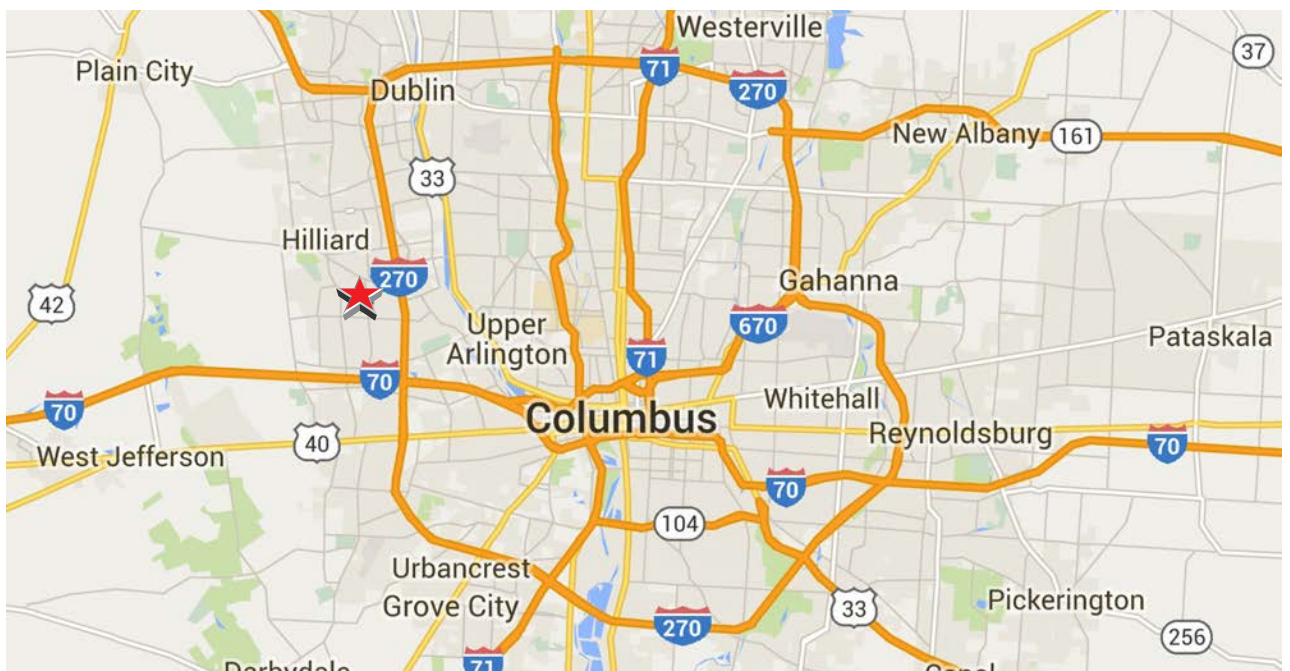 Westerville
37
Plain City
71
270
Dublin
New Albany
161
33
Hilliard
270
Gahanna
42
Upper
Arlington
670
Pataskala
71
70
Whitehall
70
Columbus
Reynoldsburg
40
70
West Jefferson
70
104
Urbancrest
Grove City
33
Pickerington
270
256
71